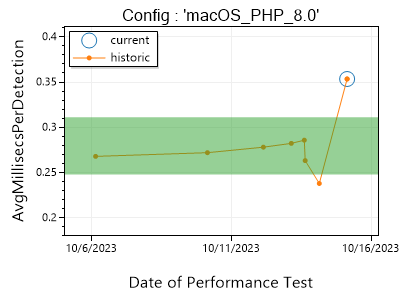 Config : 'macOS_PHP_8.0'
current
historic
0.4
0.35
0.3
0.25
0.2
AvgMillisecsPerDetection
10/6/2023
10/11/2023
10/16/2023
Date of Performance Test